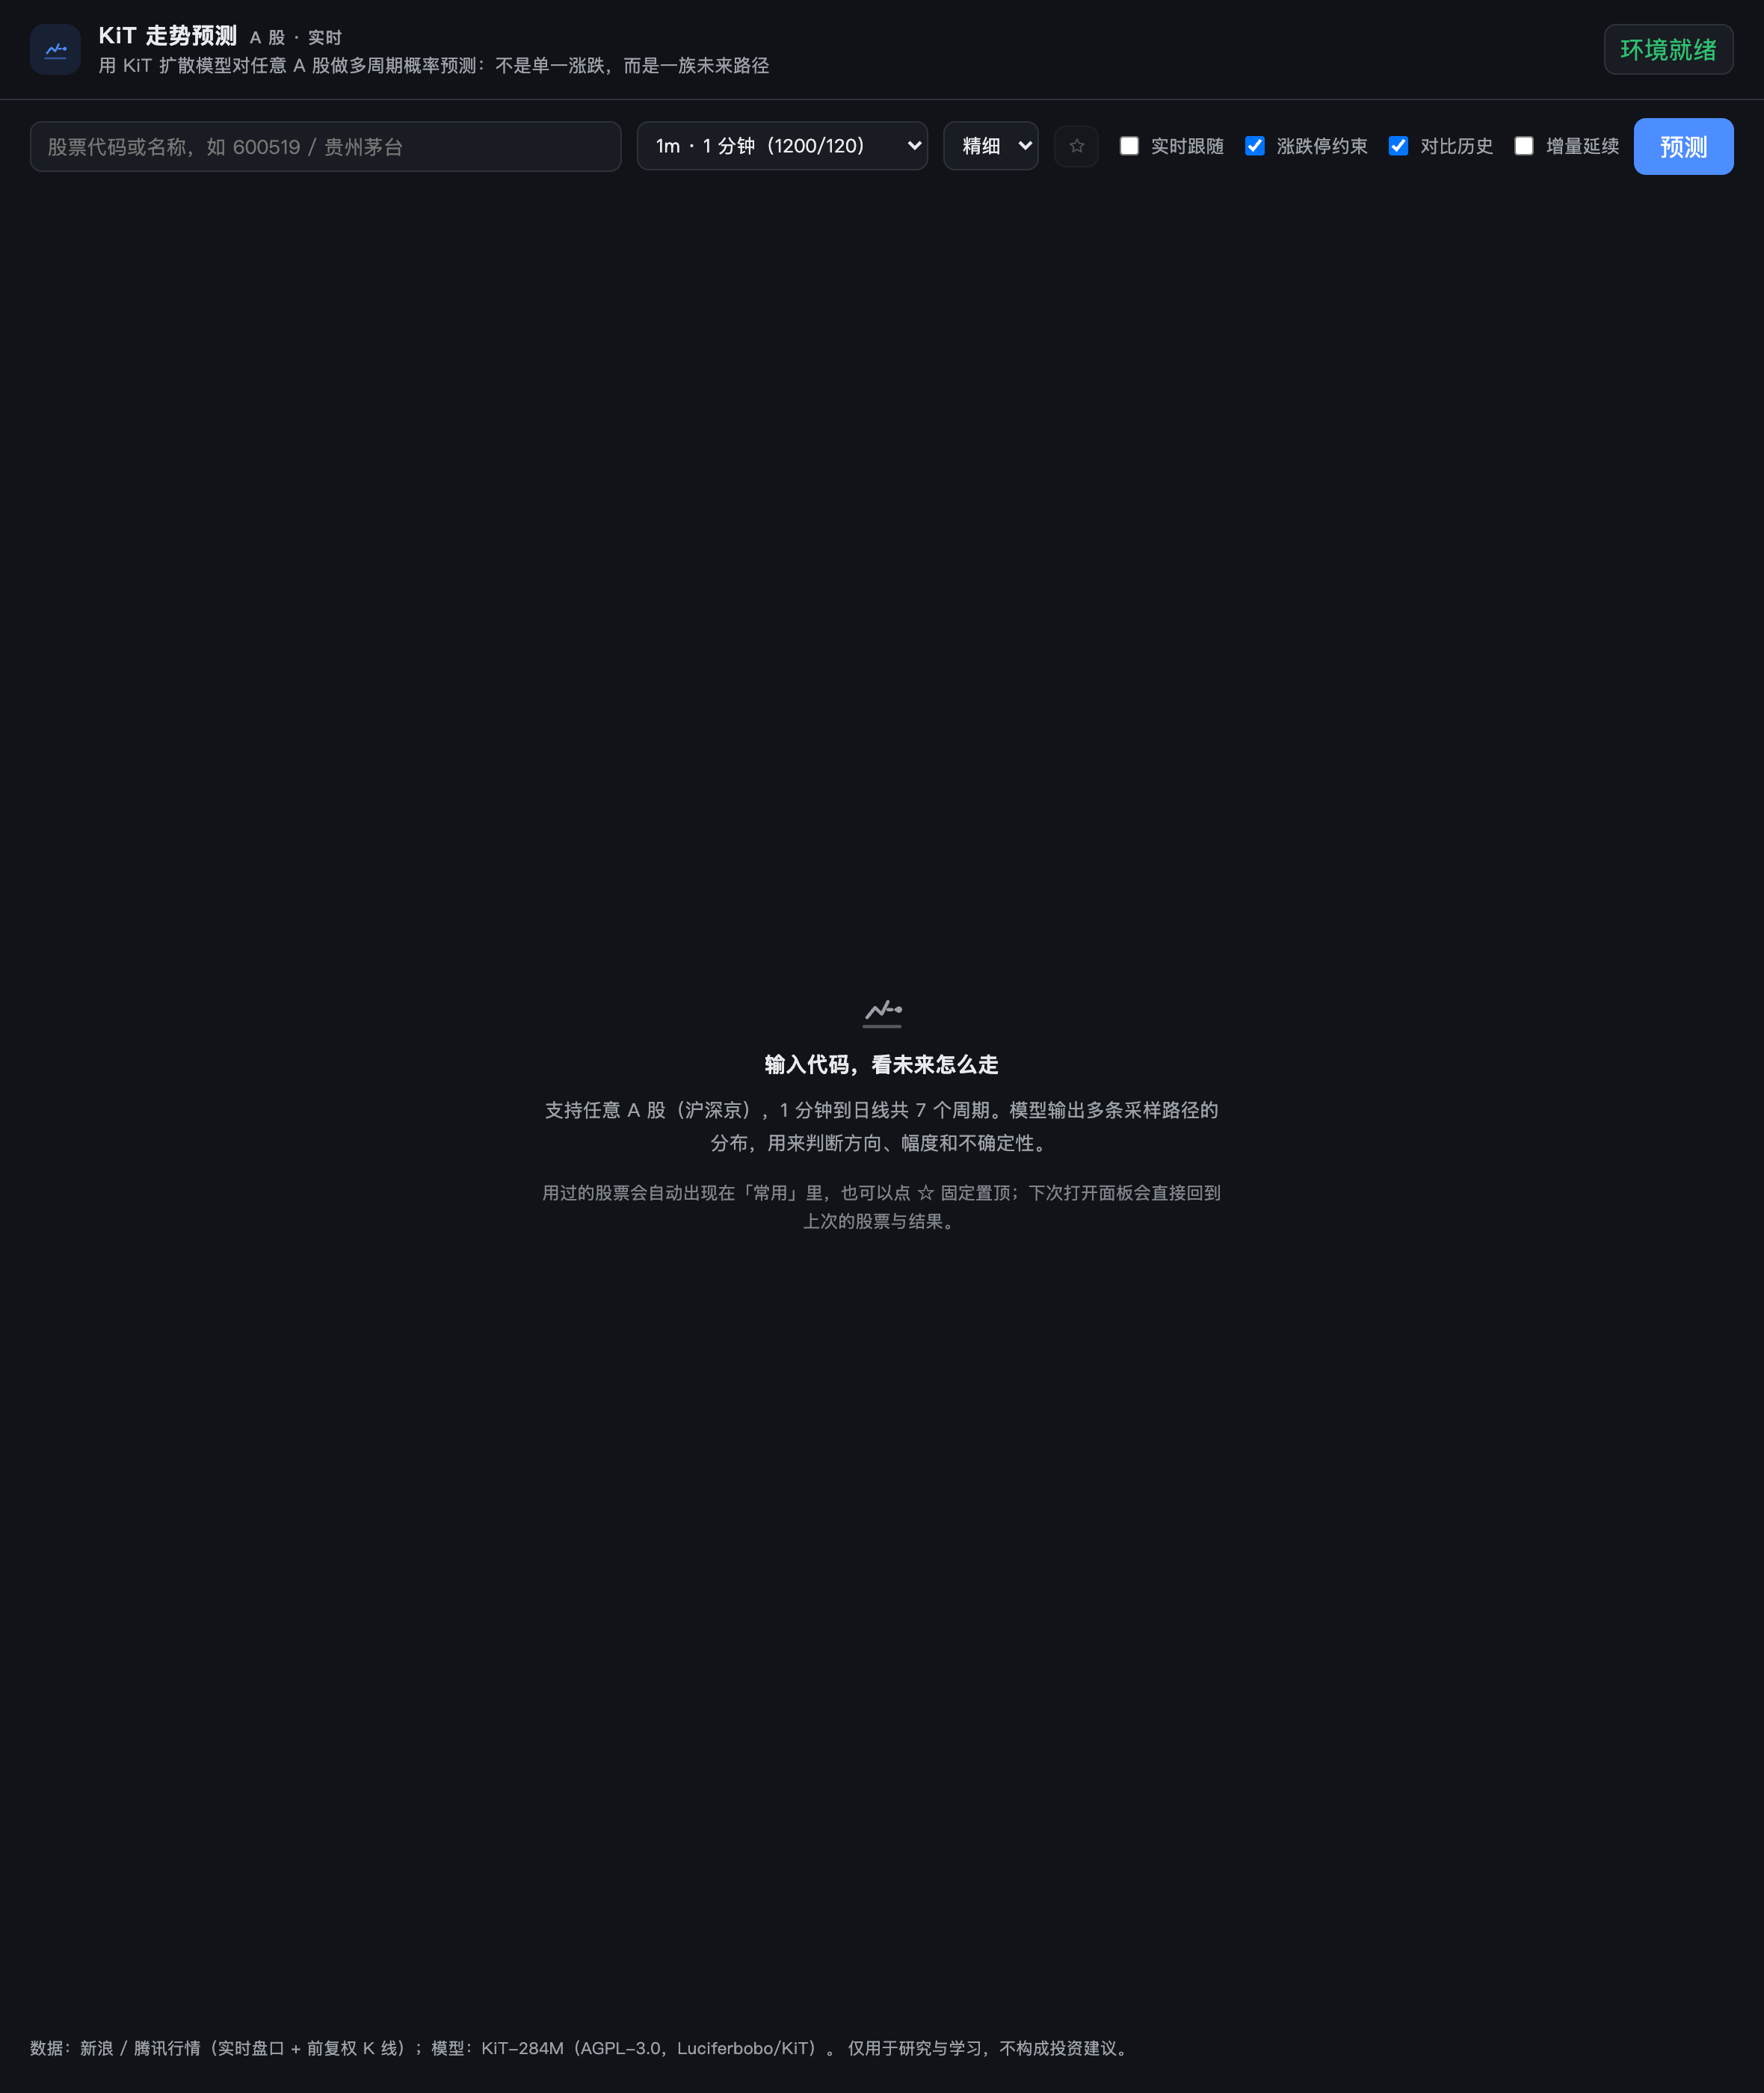 KiT 走势预测 A 股 · 实时
用 KiT 扩散模型对任意 A 股做多周期概率预测：不是单一涨跌，而是一族未来路径
环境就绪
股票代码或名称，如 600519 / 贵州茅台
1m · 1 分钟（1200/120）
精细
☆
实时跟随
涨跌停约束
对比历史
增量延续
预测
输入代码，看未来怎么走
支持任意 A 股（沪深京），1 分钟到日线共 7 个周期。模型输出多条采样路径的
分布，用来判断方向、幅度和不确定性。
用过的股票会自动出现在「常用」里，也可以点 ☆ 固定置顶；下次打开面板会直接回到
上次的股票与结果。
数据：新浪 / 腾讯行情（实时盘口 + 前复权 K 线）；模型：KiT-284M（AGPL-3.0，Luciferbobo/KiT）。 仅用于研究与学习，不构成投资建议。